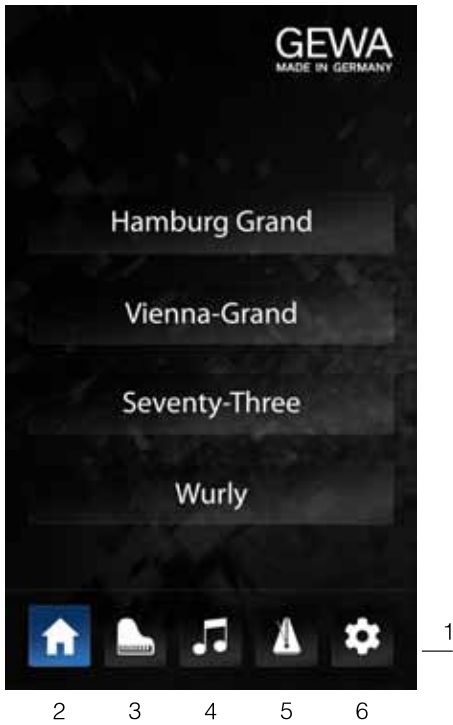 GEWA
MADE IN GERMANY
Hamburg Grand
Vienna-Grand
Seventy-Three
Wurly
1
2 3 4 5 6